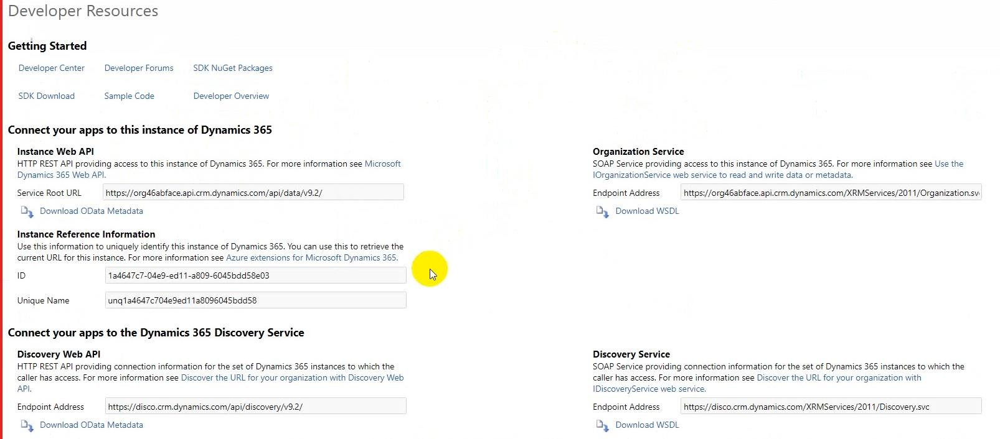 Developer Resources
Getting Started
Developer Center
Developer Forums
SDK NuGet Packages
SDK Download
Sample Code
Developer Overview
Connect your apps to this instance of Dynamics 365
Instance Web API
HTTP REST API providing access to this instance of Dynamics 365. For more information see Microsoft
Dynamics 365 Web API.
Service Root URL
https://org46abface.api.crm.dynamics.com/api/data/v9.2/
Download OData Metadata
Organization Service
SOAP Service providing access to this instance of Dynamics 365. For more information see Use the
IOrganizationService web service to read and write data or metadata.
Endpoint Address
https://org46abface.api.crm.dynamics.com/XRMServices/2011/Organization.sv
Download WSDL
Instance Reference Information
Use this information to uniquely identify this instance of Dynamics 365. You can use this to retrieve the
current URL for this instance. For more information see Azure extensions for Microsoft Dynamics 365.
ID
1a4647c7-04e9-ed11-a809-6045bdd58e03
Unique Name
unq1a4647c704e9ed11a8096045bdd58
Connect your apps to the Dynamics 365 Discovery Service
Discovery Web API
HTTP REST API providing connection information for the set of Dynamics 365 instances to which the
caller has access. For more information see Discover the URL for your organization with Discovery Web
API.
Endpoint Address
https://disco.crm.dynamics.com/api/discovery/v9.2/
Download OData Metadata
Discovery Service
SOAP Service providing connection information for the set of Dynamics 365 instances to which the
caller has access. For more information see Discover the URL for your organization with
IDiscoveryService web service.
Endpoint Address
https://disco.crm.dynamics.com/XRMServices/2011/Discovery.svc
Download WSDL